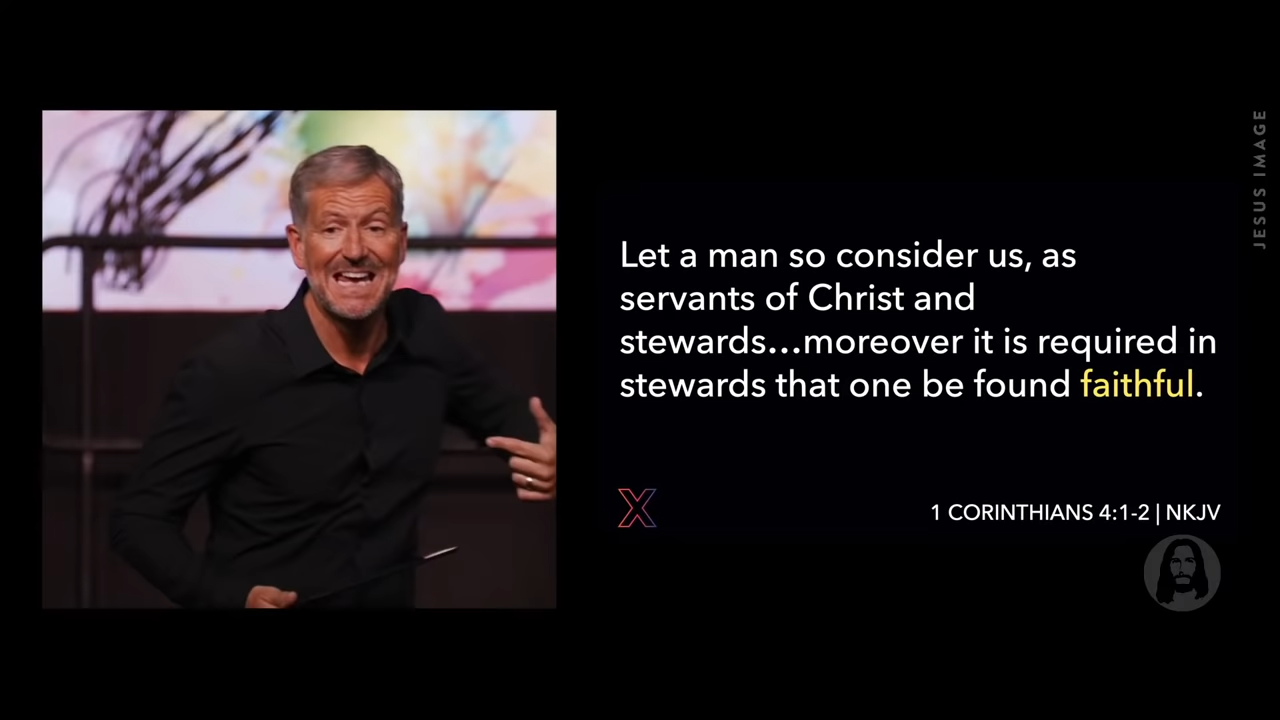 Let a man so consider us, as
servants of Christ and
stewards...moreover it is required in
stewards that one be found faithful.
X
1 CORINTHIANS 4:1-2 | NKJV
JESUS IMAGE